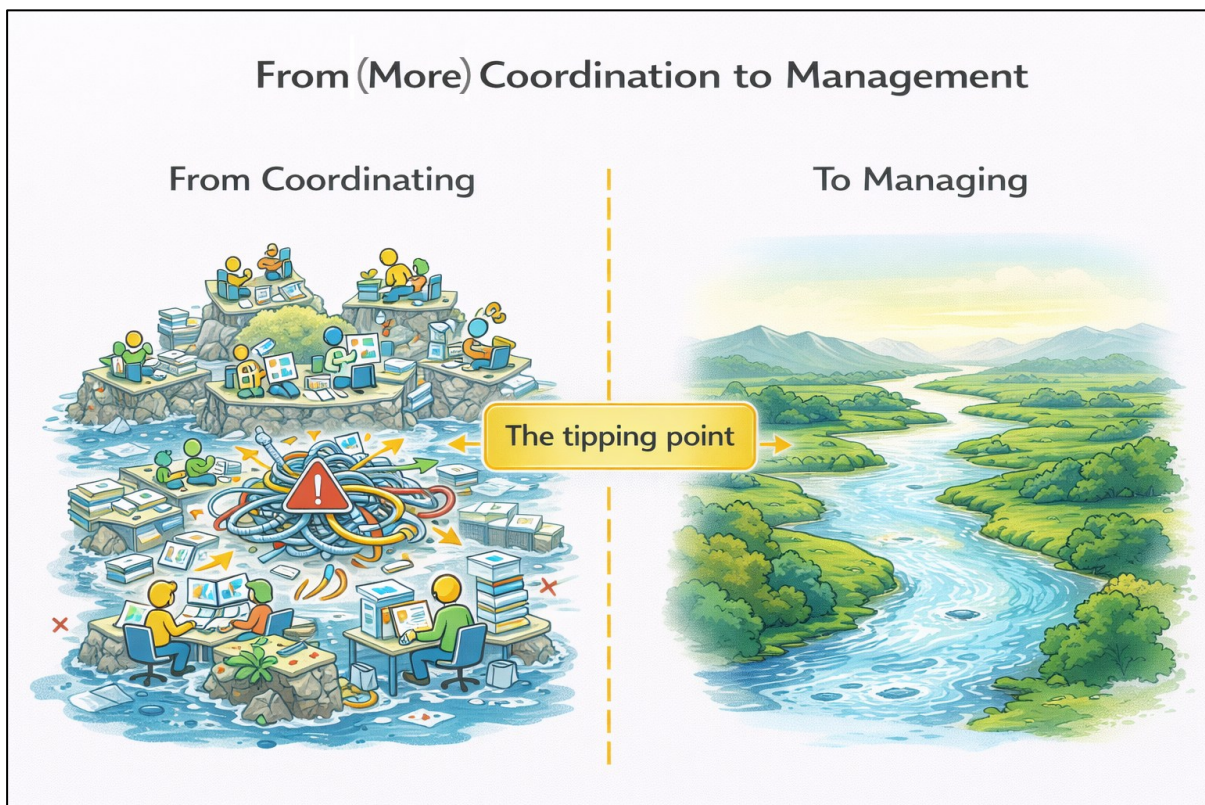 From (More) Coordination to Management
From Coordinating
To Managing
The tipping point